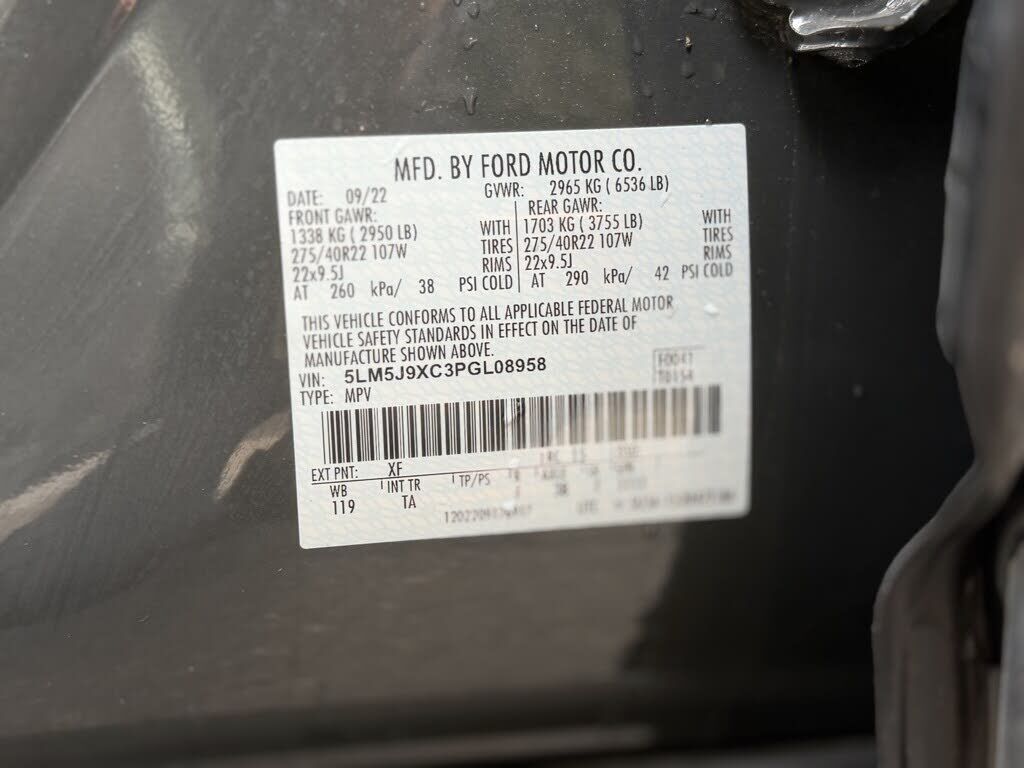 MFD. BY FORD MOTOR CO.
DATE: 09/22 GVWR: 2965 KG ( 6536 LB)
FRONT GAWR: REAR GAWR:
1338 KG ( 2950 LB) WITH 1703 KG ( 3755 LB) WITH
275/40R22 107W TIRES 275/40R22 107W TIRES
22x9.5J RIMS 22x9.5J RIMS
AT 260 kPa/ 38 PSI COLD AT 290 kPa/ 42 PSI COLD
THIS VEHICLE CONFORMS TO ALL APPLICABLE FEDERAL MOTOR
VEHICLE SAFETY STANDARDS IN EFFECT ON THE DATE OF
MANUFACTURE SHOWN ABOVE.
VIN: 5LM5J9XC3PGL08958
TYPE: MPV
EXT PNT: XF
WB INT TR TP/PS
119 TA